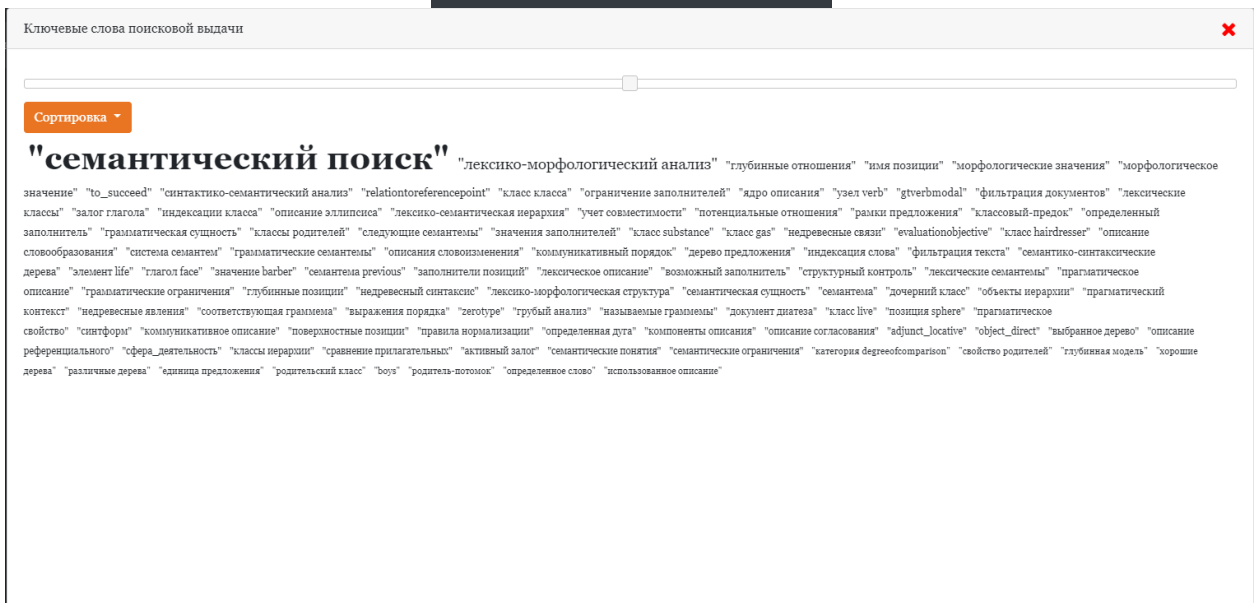 Ключевые слова поисковой выдачи
Сортировка
"семантический поиск" "лексико-морфологический анализ" "глубинные отношения" "имя позиции" "морфологические значения" "морфологическое
значение" "to_succeed" "синтактико-семантический анализ" "relationtoreferencepoint" "класс класса" "ограничение заполнителей" "ядро описания" "узел verb" "gtverbmodal" "фильтрация документов" "лексические
классы" "залог глагола" "индексации класса" "описание эллипсиса" "лексико-семантическая иерархия" "учет совместимости" "потенциальные отношения" "рамки предложения" "классовый-предок" "определенный
заполнитель" "грамматическая сущность" "классы родителей" "следующие семантемы" "значения заполнителей" "класс substance" "класс gas" "недревесные связи" "evaluationobjective" "класс hairdresser" "описание
словообразования" "система семантем" "грамматические семантемы" "описания словоизменения" "коммуникативный порядок" "дерево предложения" "индексация слова" "фильтрация текста" "семантико-синтаксические
дерева" "элемент life" "глагол face" "значение barber" "семантема previous" "заполнители позиций" "лексическое описание" "возможный заполнитель" "структурный контроль" "лексические семантемы" "прагматическое
описание" "грамматические ограничения" "глубинные позиции" "недревесный синтаксис" "лексико-морфологическая структура" "семантическая сущность" "семантема" "дочерний класс" "объекты иерархии" "прагматический
контекст" "недревесные явления" "соответствующая граммема" "выражения порядка" "zerotype" "грубый анализ" "называемые граммемы" "документ диатеза" "класс live" "позиция sphere" "прагматическое
свойство" "синтформ" "коммуникативное описание" "поверхностные позиции" "правила нормализации" "определенная дуга" "компоненты описания" "описание согласования" "adjunct_locative" "object_direct" "выбранное дерево" "описание
референциального" "сфера_деятельность" "классы иерархии" "сравнение прилагательных" "активный залог" "семантические понятия" "семантические ограничения" "категория degreeofcomparison" "свойство родителей" "глубинная модель" "хорошие
дерева" "различные дерева" "единица предложения" "родительский класс" "boys" "родитель-потомок" "определенное слово" "использованное описание"